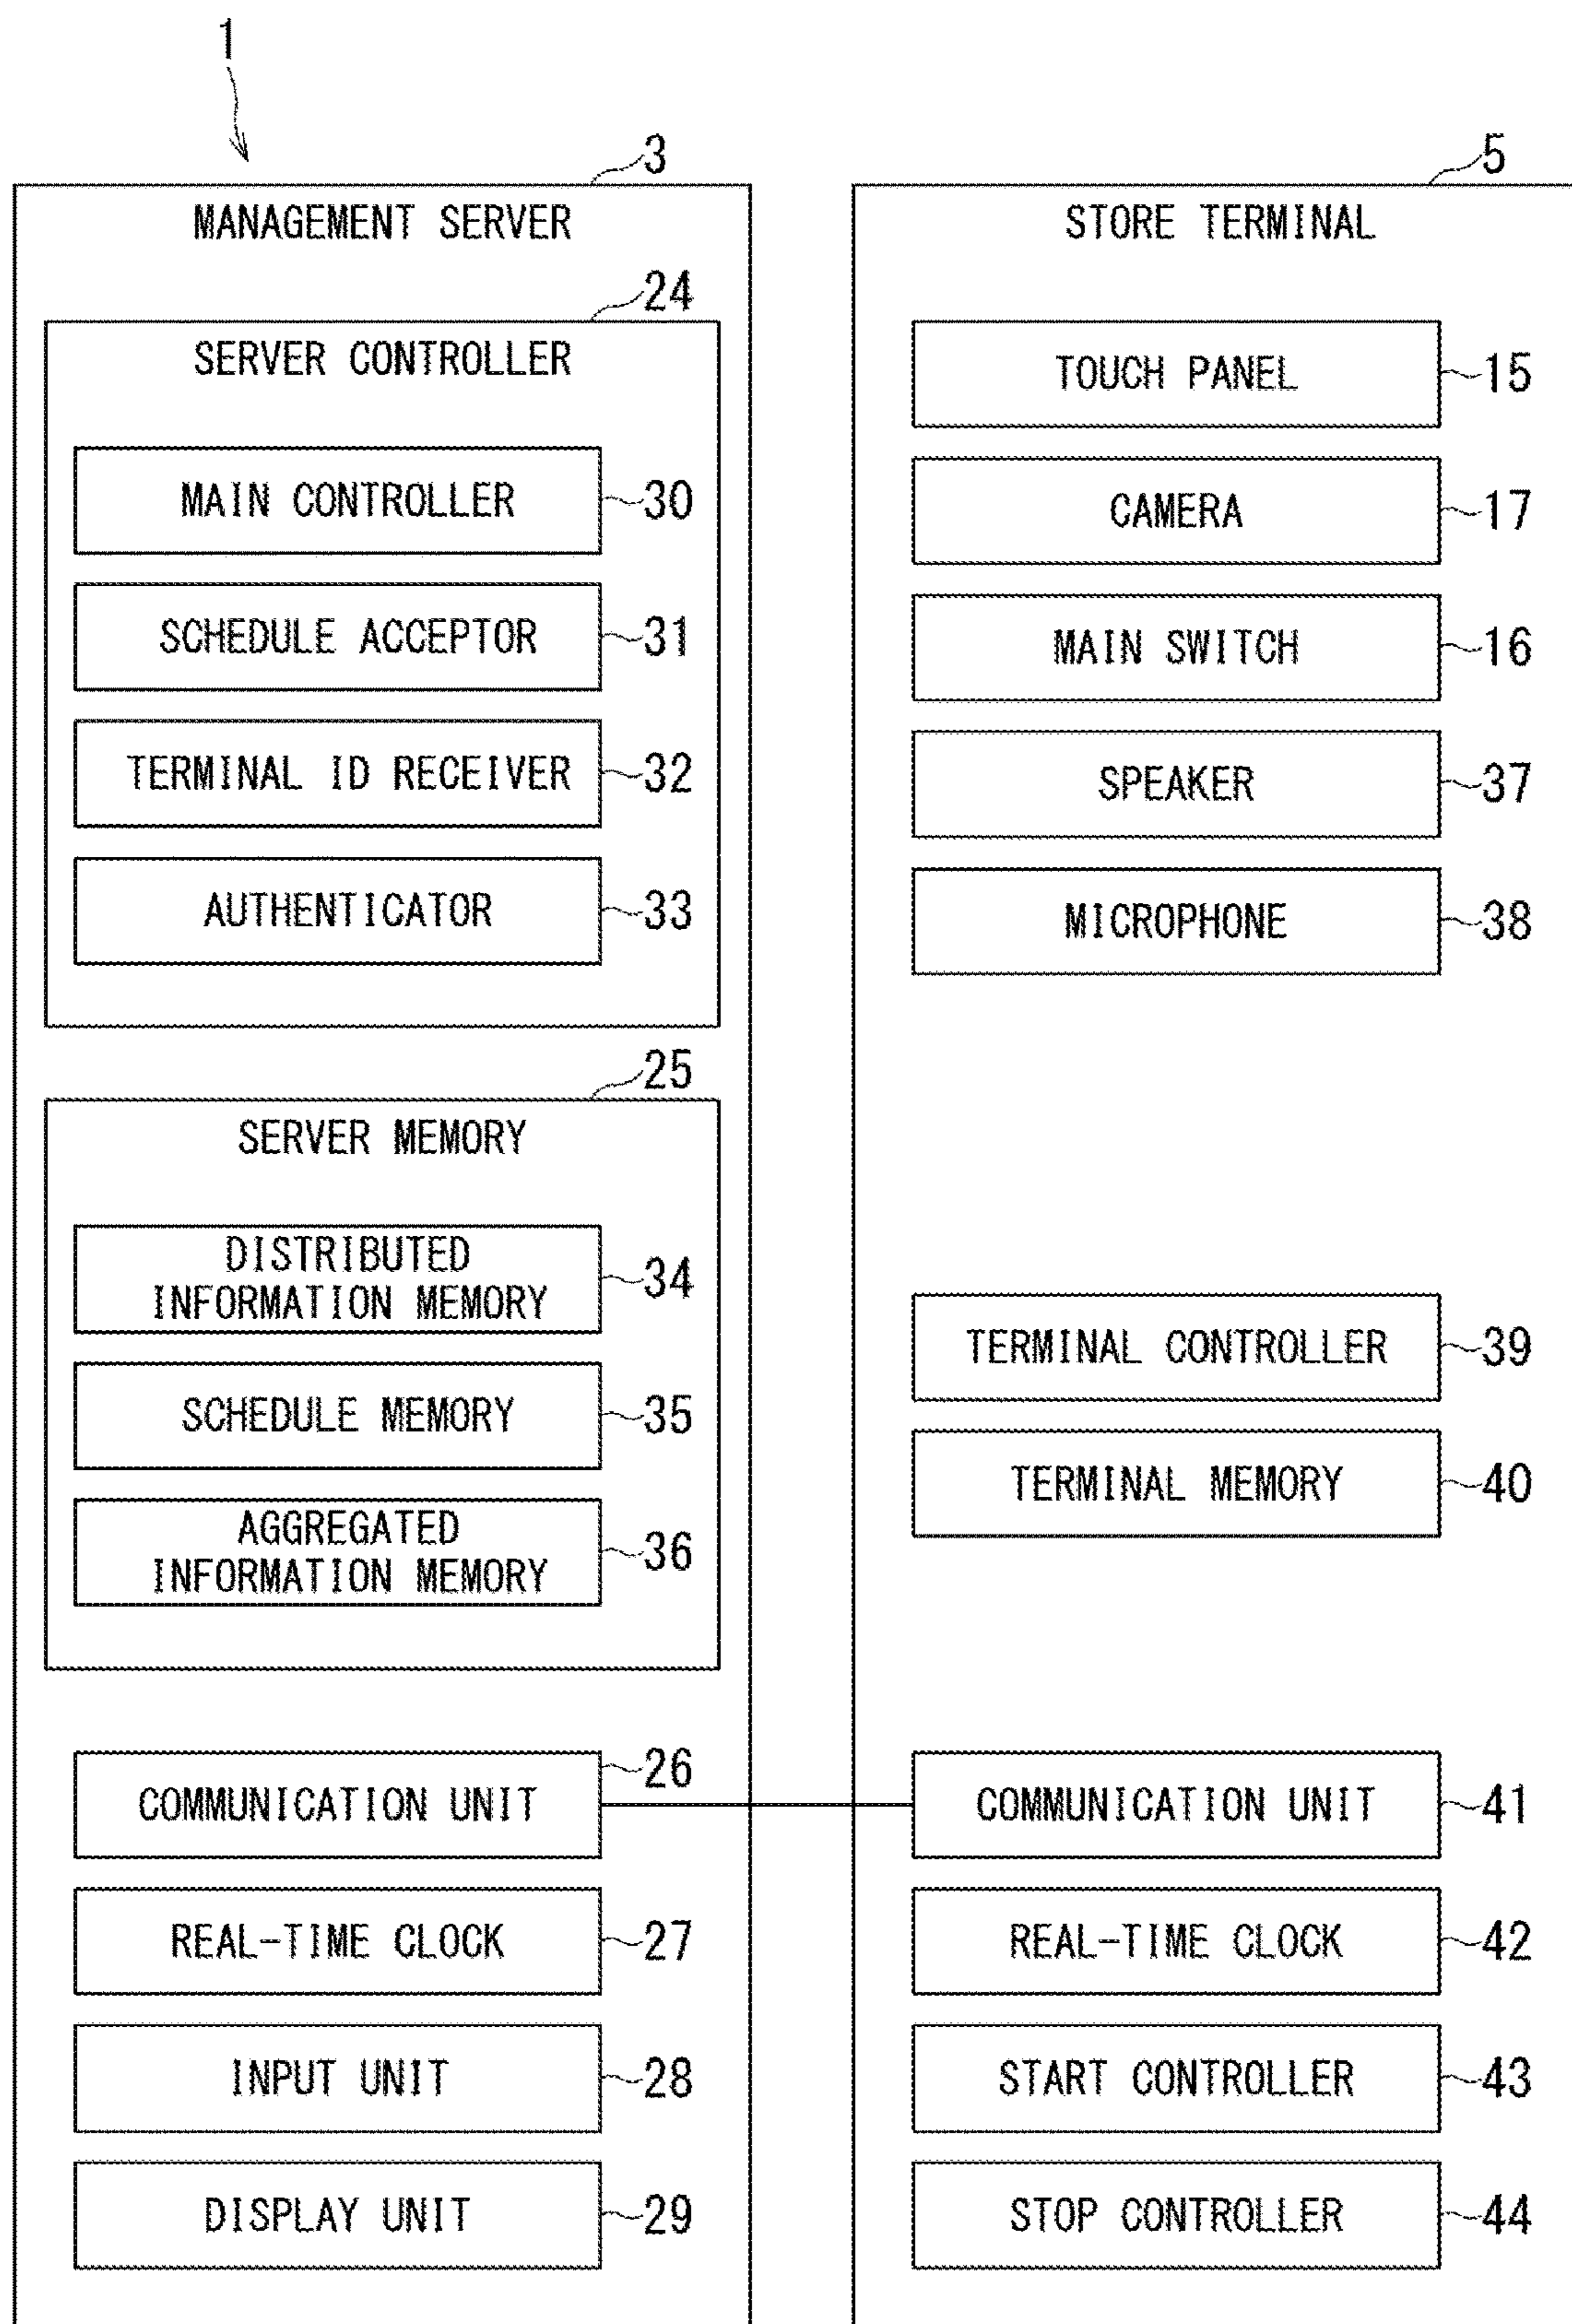 1
3
MANAGEMENT SERVER
24
SERVER CONTROLLER
MAIN CONTROLLER
30
SCHEDULE ACCEPTOR
31
TERMINAL ID RECEIVER
32
AUTHENTICATOR
33
25
SERVER MEMORY
DISTRIBUTED
INFORMATION MEMORY
34
SCHEDULE MEMORY
35
AGGREGATED
INFORMATION MEMORY
36
COMMUNICATION UNIT
26
REAL-TIME CLOCK
27
INPUT UNIT
28
DISPLAY UNIT
29
5
STORE TERMINAL
TOUCH PANEL
15
CAMERA
17
MAIN SWITCH
16
SPEAKER
37
MICROPHONE
38
TERMINAL CONTROLLER
39
TERMINAL MEMORY
40
COMMUNICATION UNIT
41
REAL-TIME CLOCK
42
START CONTROLLER
43
STOP CONTROLLER
44